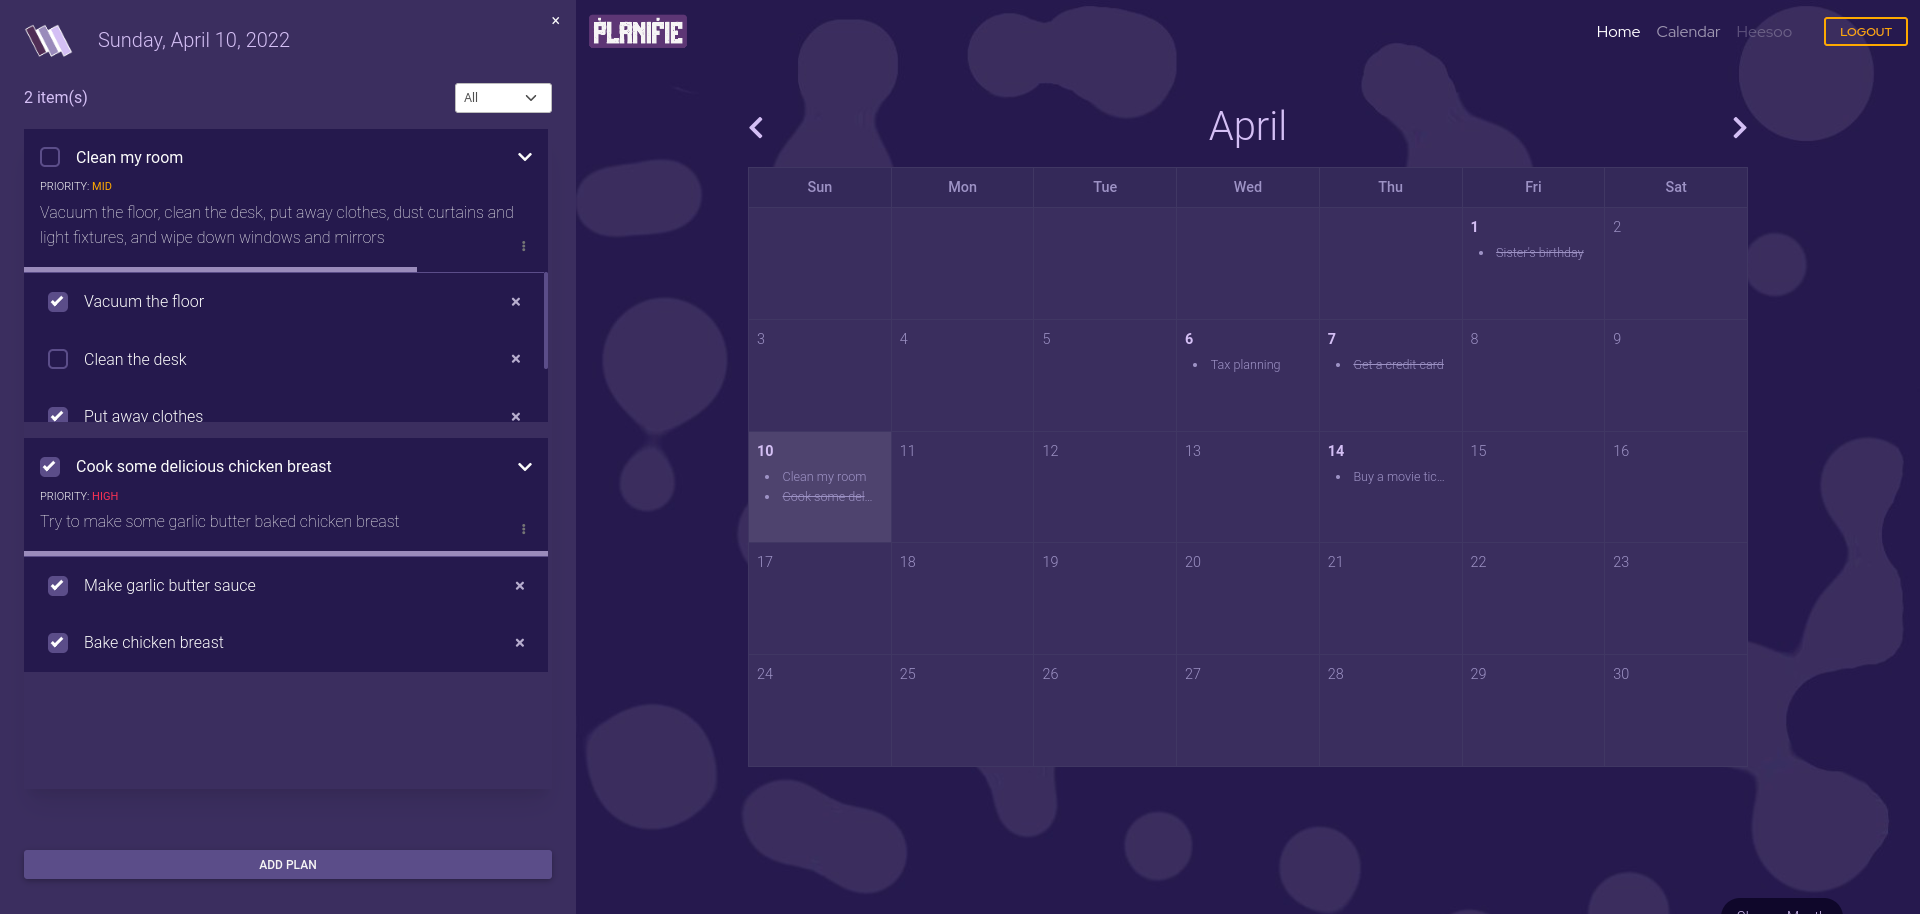 ×
Sunday, April 10, 2022
2 item(s)
All
Clean my room
PRIORITY: MID
Vacuum the floor, clean the desk, put away clothes, dust curtains and
light fixtures, and wipe down windows and mirrors
Vacuum the floor ×
Clean the desk ×
Put away clothes ×
Cook some delicious chicken breast
PRIORITY: HIGH
Try to make some garlic butter baked chicken breast
Make garlic butter sauce ×
Bake chicken breast ×
ADD PLAN
PLANIFIE
Home Calendar Heesoo LOGOUT
April
Sun Mon Tue Wed Thu Fri Sat
1 2
• Sister's birthday
3 4 5 6 7 8 9
• Tax planning • Get a credit card
10 11 12 13 14 15 16
• Clean my room • Buy a movie tic...
• Cook some del...
17 18 19 20 21 22 23
24 25 26 27 28 29 30